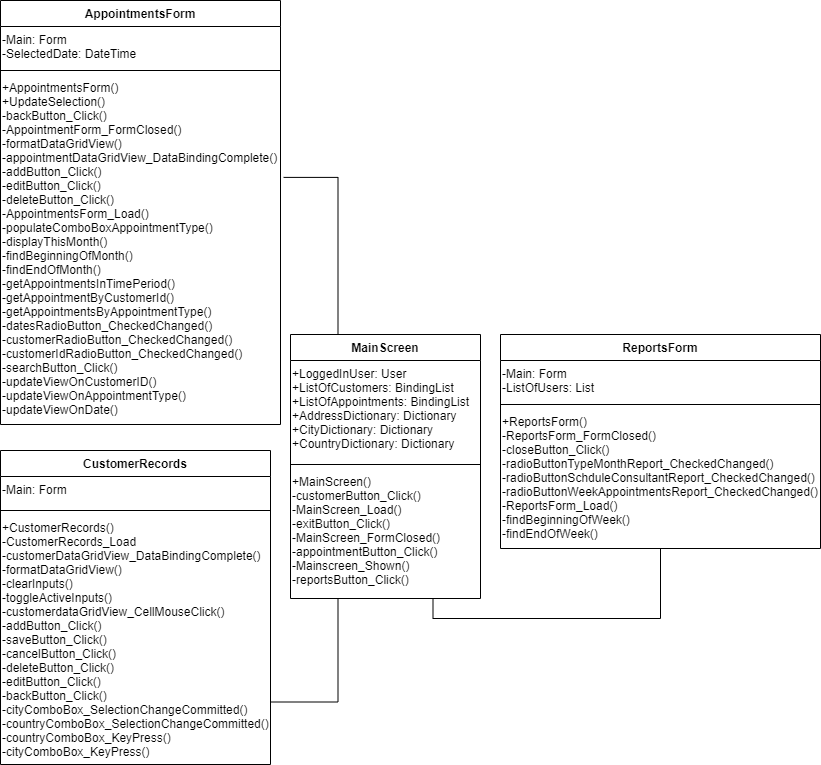 AppointmentsForm
-Main: Form
-SelectedDate: DateTime
+AppointmentsForm()
+UpdateSelection()
-backButton_Click()
-AppointmentForm_FormClosed()
-formatDataGridView()
-appointmentDataGridView_DataBindingComplete()
-addButton_Click()
-editButton_Click()
-deleteButton_Click()
-AppointmentsForm_Load()
-populateComboBoxAppointmentType()
-displayThisMonth()
-findBeginningOfMonth()
-findEndOfMonth()
-getAppointmentsInTimePeriod()
-getAppointmentByCustomerId()
-getAppointmentsByAppointmentType()
-datesRadioButton_CheckedChanged()
-customerRadioButton_CheckedChanged()
-customerIdRadioButton_CheckedChanged()
-searchButton_Click()
-updateViewOnCustomerID()
-updateViewOnAppointmentType()
-updateViewOnDate()
CustomerRecords
-Main: Form
+CustomerRecords()
-CustomerRecords_Load
-customerDataGridView_DataBindingComplete()
-formatDataGridView()
-clearInputs()
-toggleActiveInputs()
-customerdataGridView_CellMouseClick()
-addButton_Click()
-saveButton_Click()
-cancelButton_Click()
-deleteButton_Click()
-editButton_Click()
-backButton_Click()
-cityComboBox_SelectionChangeCommitted()
-countryComboBox_SelectionChangeCommitted()
-countryComboBox_KeyPress()
-cityComboBox_KeyPress()
MainScreen
+LoggedInUser: User
+ListOfCustomers: BindingList
+ListOfAppointments: BindingList
+AddressDictionary: Dictionary
+CityDictionary: Dictionary
+CountryDictionary: Dictionary
+MainScreen()
-customerButton_Click()
-MainScreen_Load()
-exitButton_Click()
-MainScreen_FormClosed()
-appointmentButton_Click()
-Mainscreen_Shown()
-reportsButton_Click()
ReportsForm
-Main: Form
-ListOfUsers: List
+ReportsForm()
-ReportsForm_FormClosed()
-closeButton_Click()
-radioButtonTypeMonthReport_CheckedChanged()
-radioButtonSchduleConsultantReport_CheckedChanged()
-radioButtonWeekAppointmentsReport_CheckedChanged()
-ReportsForm_Load()
-findBeginningOfWeek()
-findEndOfWeek()